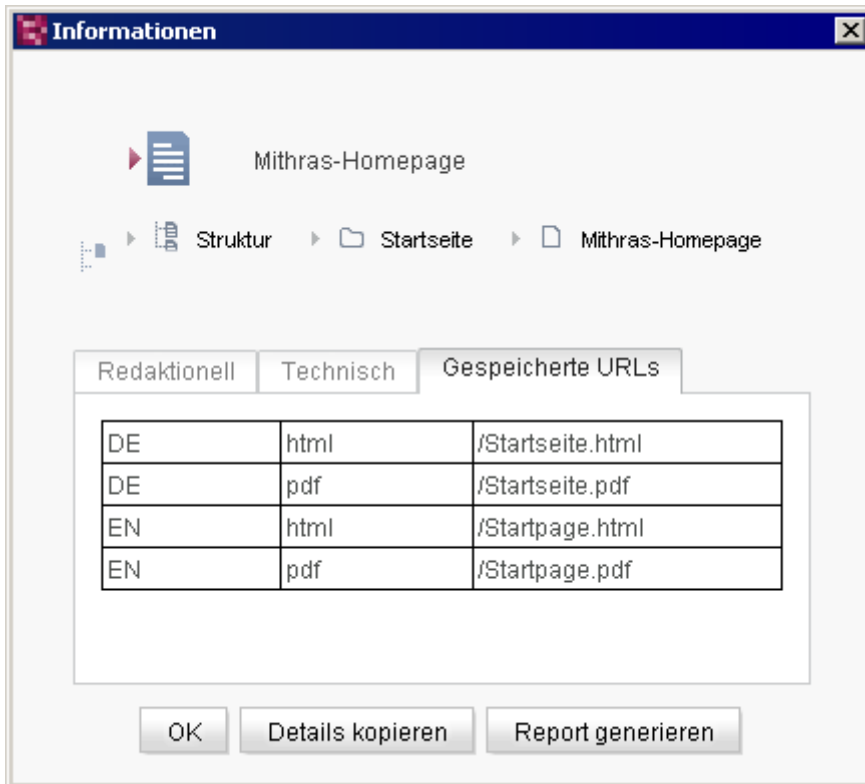 Informationen
Mithras-Homepage
Struktur Startseite Mithras-Homepage
Redaktionell Technisch Gespeicherte URLs
DE html /Startseite.html
DE pdf /Startseite.pdf
EN html /Startpage.html
EN pdf /Startpage.pdf
OK Details kopieren Report generieren